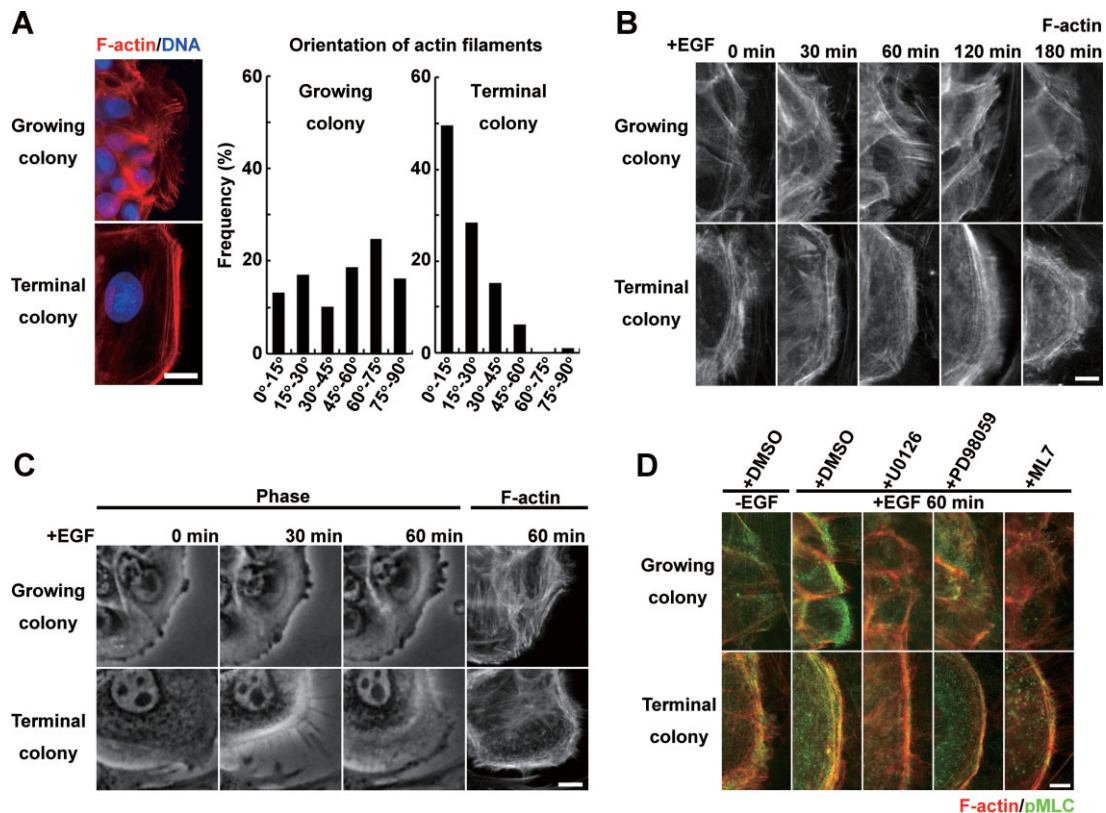 A
F-actin/DNA
Growing
colony
Terminal
colony
Orientation of actin filaments
Frequency (%)
60
40
20
0
Growing
colony
0°-15°
15°-30°
30°-45°
45°-60°
60°-75°
75°-90°
60
40
20
0
Terminal
colony
0°-15°
15°-30°
30°-45°
45°-60°
60°-75°
75°-90°
B
F-actin
+EGF 0 min 30 min 60 min 120 min 180 min
Growing
colony
Terminal
colony
C
Phase F-actin
+EGF 0 min 30 min 60 min 60 min
Growing
colony
Terminal
colony
D
+DMSO +DMSO +U0126 +PD98059 +ML7
-EGF +EGF 60 min
Growing
colony
Terminal
colony
F-actin/pMLC